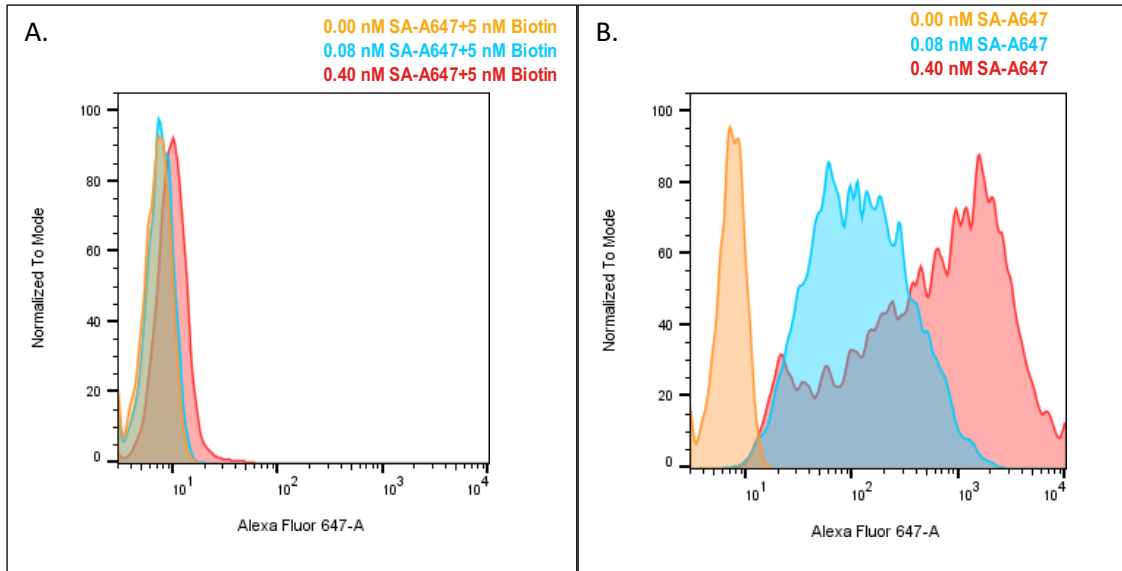 A.
0.00 nM SA-A647+5 nM Biotin
0.08 nM SA-A647+5 nM Biotin
0.40 nM SA-A647+5 nM Biotin
100
80
60
40
20
0
Normalized To Mode
10^1
10^2
10^3
10^4
Alexa Fluor 647-A
B.
0.00 nM SA-A647
0.08 nM SA-A647
0.40 nM SA-A647
100
80
60
40
20
0
Normalized To Mode
10^1
10^2
10^3
10^4
Alexa Fluor 647-A